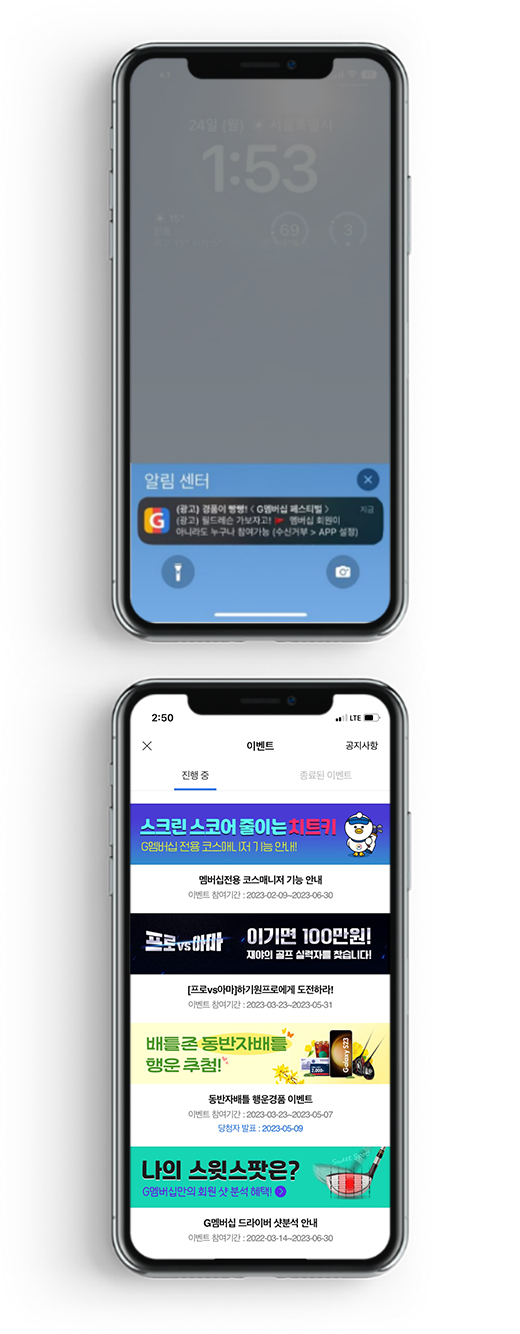 24일 (월) ☀ 서울특별시
1:53
15°
69
3
알림 센터
(광고) 경품이 빵빵! < G멤버십 페스티벌 >
지금
(광고) 필드레슨 가보자고! 🚩 멤버십 회원이
아니라도 누구나 참여가능 (수신거부 > APP 설정)
G
2:50
LTE
이벤트
공지사항
진행 중
종료된 이벤트
스크린 스코어 줄이는 치트키
G멤버십 전용 코스매니저 기능 안내!
멤버십전용 코스매니저 기능 안내
이벤트 참여기간 : 2023-02-09~2023-06-30
프로vs아마
이기면 100만원!
재야의 골프 실력자를 찾습니다!
[프로vs아마]하기원프로에게 도전하라!
이벤트 참여기간 : 2023-03-23~2023-05-31
배틀존 동반자배틀
행운 추첨!
Galaxy S23
2,000
동반자배틀 행운경품 이벤트
이벤트 참여기간 : 2023-03-23~2023-05-07
당첨자 발표 : 2023-05-09
나의 스윗스팟은?
Sweet Spot
G멤버십만의 회원 샷 분석 혜택!
G멤버십 드라이버 샷분석 안내
이벤트 참여기간 : 2022-03-14~2023-06-30